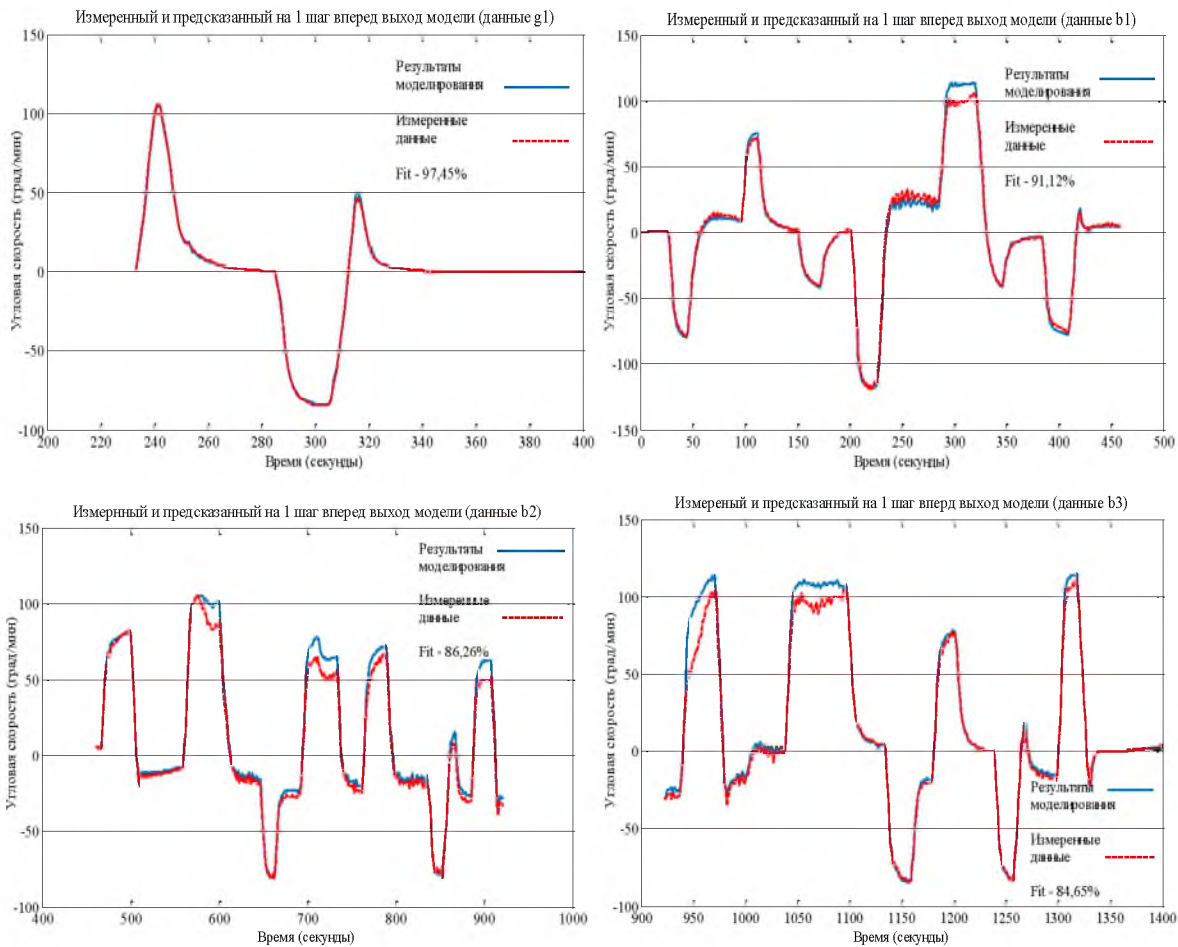 Измеренный и предсказанный на 1 шаг вперед выход модели (данные g1)
150
100
50
0
-50
-100
Угловая скорость (град/мин)
Результаты
моделирования
Измеренные
данные
Fit - 97,45%
200 220 240 260 280 300 320 340 360 380 400
Время (секунды)
Измеренный и предсказанный на 1 шаг вперед выход модели (данные b1)
150
100
50
0
-50
-100
-150
Угловая скорость (град/мин)
Результаты
моделирования
Измеренные
данные
Fit - 91,12%
0 50 100 150 200 250 300 350 400 450 500
Время (секунды)
Измернный и предсказанный на 1 шаг вперед выход модели (данные b2)
150
100
50
0
-50
-100
Угловая скорость (град/мин)
Результаты
моделирования
Измеренные
данные
Fit - 86,26%
400 500 600 700 800 900 1000
Время (секунды)
Измереный и предсказанный на 1 шаг вперд выход модели (данные b3)
150
100
50
0
-50
-100
Угловая скорость (град/мин)
Результаты
моделирования
Измеренные
данные
Fit - 84,65%
900 950 1000 1050 1100 1150 1200 1250 1300 1350 1400
Время (секунды)